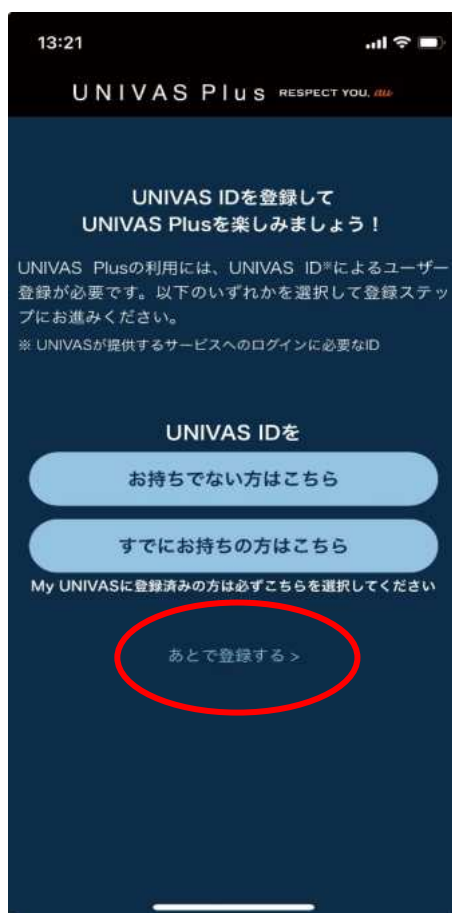 13:21
UNIVAS Plus RESPECT YOU, au
UNIVAS IDを登録して
UNIVAS Plusを楽しみましょう！
UNIVAS Plusの利用には、UNIVAS ID※によるユーザー
登録が必要です。以下のいずれかを選択して登録ステッ
プにお進みください。
※ UNIVASが提供するサービスへのログインに必要なID
UNIVAS IDを
お持ちでない方はこちら
すでにお持ちの方はこちら
My UNIVASに登録済みの方は必ずこちらを選択してください
あとで登録する >